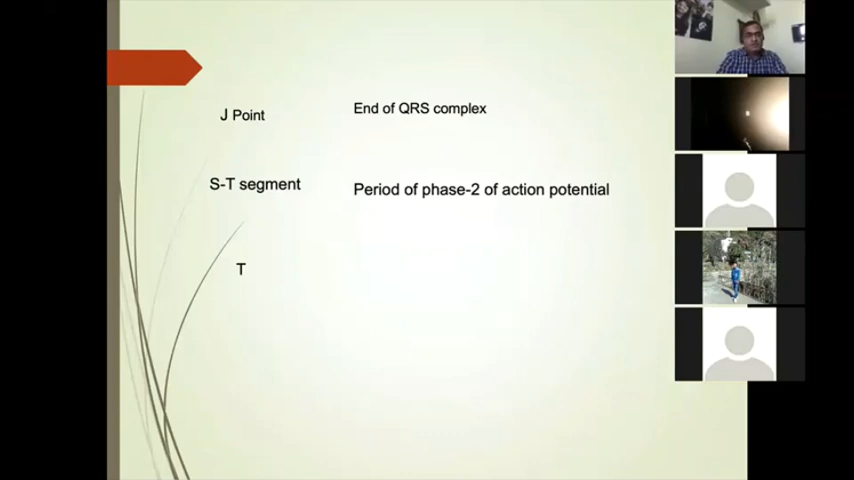 J Point
End of QRS complex
S-T segment
Period of phase-2 of action potential
T